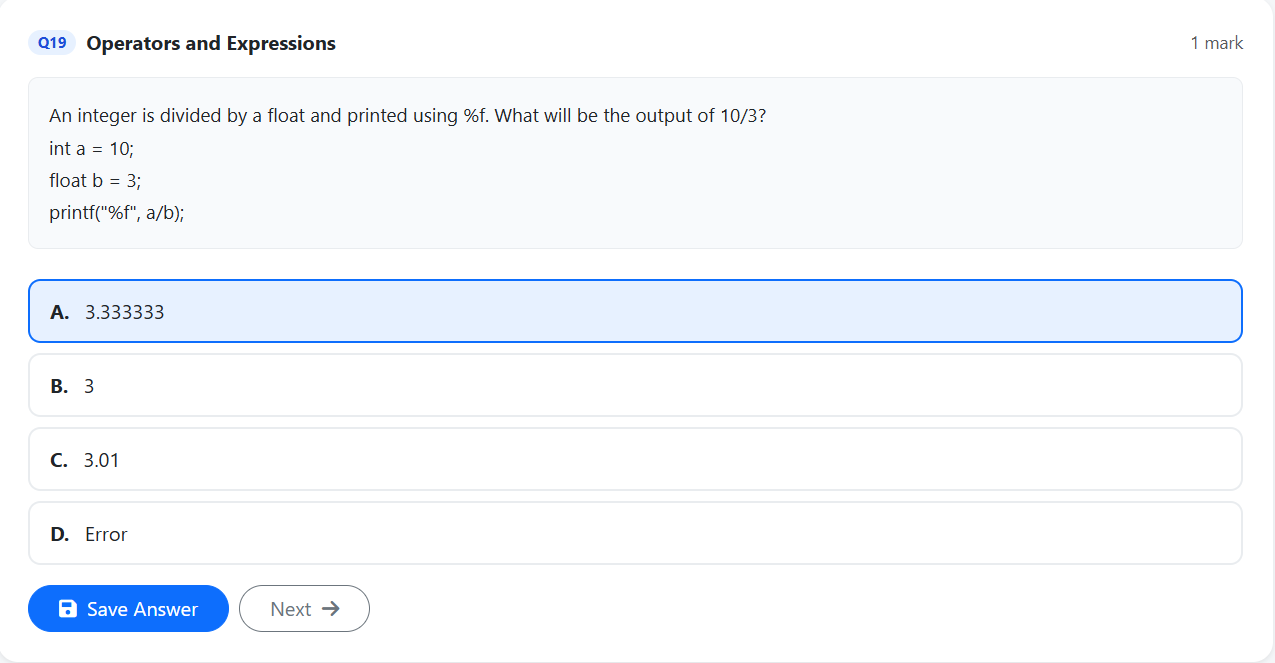 Q19 Operators and Expressions 1 mark
An integer is divided by a float and printed using %f. What will be the output of 10/3?
int a = 10;
float b = 3;
printf("%f", a/b);
A. 3.333333
B. 3
C. 3.01
D. Error
Save Answer Next →